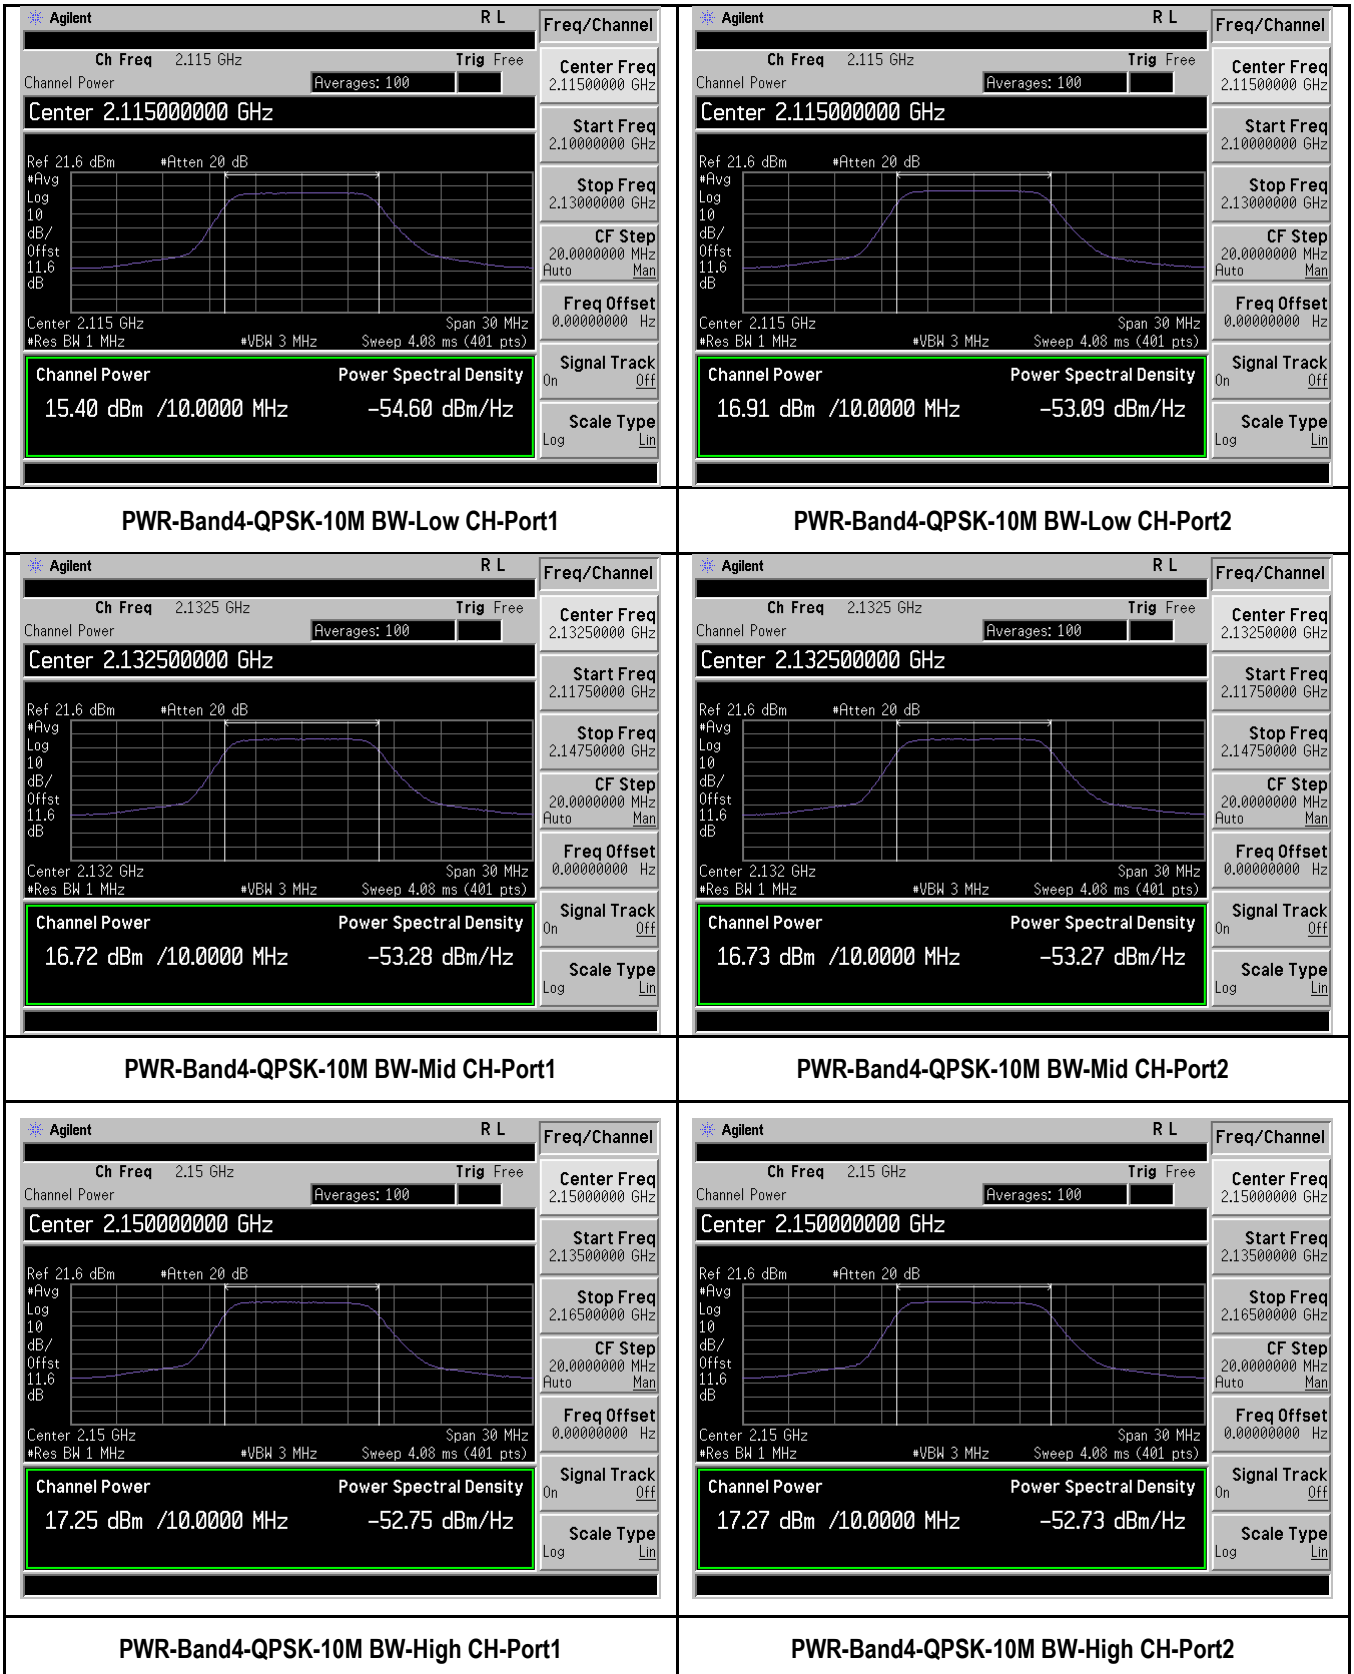 Agilent R L Freq/Channel
Ch Freq 2.115 GHz Trig Free
Channel Power Averages: 100
Center 2.115000000 GHz
Ref 21.6 dBm #Atten 20 dB
#Avg
Log
10
dB/
Offst
11.6
dB
Center 2.115 GHz Span 30 MHz
#Res BW 1 MHz #VBW 3 MHz Sweep 4.08 ms (401 pts)
Channel Power Power Spectral Density
15.40 dBm /10.0000 MHz -54.60 dBm/Hz
Center Freq
2.11500000 GHz
Start Freq
2.10000000 GHz
Stop Freq
2.13000000 GHz
CF Step
20.0000000 MHz
Auto Man
Freq Offset
0.00000000 Hz
Signal Track
On Off
Scale Type
Log Lin
Agilent R L Freq/Channel
Ch Freq 2.115 GHz Trig Free
Channel Power Averages: 100
Center 2.115000000 GHz
Ref 21.6 dBm #Atten 20 dB
#Avg
Log
10
dB/
Offst
11.6
dB
Center 2.115 GHz Span 30 MHz
#Res BW 1 MHz #VBW 3 MHz Sweep 4.08 ms (401 pts)
Channel Power Power Spectral Density
16.91 dBm /10.0000 MHz -53.09 dBm/Hz
Center Freq
2.11500000 GHz
Start Freq
2.10000000 GHz
Stop Freq
2.13000000 GHz
CF Step
20.0000000 MHz
Auto Man
Freq Offset
0.00000000 Hz
Signal Track
On Off
Scale Type
Log Lin
PWR-Band4-QPSK-10M BW-Low CH-Port1
PWR-Band4-QPSK-10M BW-Low CH-Port2
Agilent R L Freq/Channel
Ch Freq 2.1325 GHz Trig Free
Channel Power Averages: 100
Center 2.132500000 GHz
Ref 21.6 dBm #Atten 20 dB
#Avg
Log
10
dB/
Offst
11.6
dB
Center 2.132 GHz Span 30 MHz
#Res BW 1 MHz #VBW 3 MHz Sweep 4.08 ms (401 pts)
Channel Power Power Spectral Density
16.72 dBm /10.0000 MHz -53.28 dBm/Hz
Center Freq
2.13250000 GHz
Start Freq
2.11750000 GHz
Stop Freq
2.14750000 GHz
CF Step
20.0000000 MHz
Auto Man
Freq Offset
0.00000000 Hz
Signal Track
On Off
Scale Type
Log Lin
Agilent R L Freq/Channel
Ch Freq 2.1325 GHz Trig Free
Channel Power Averages: 100
Center 2.132500000 GHz
Ref 21.6 dBm #Atten 20 dB
#Avg
Log
10
dB/
Offst
11.6
dB
Center 2.132 GHz Span 30 MHz
#Res BW 1 MHz #VBW 3 MHz Sweep 4.08 ms (401 pts)
Channel Power Power Spectral Density
16.73 dBm /10.0000 MHz -53.27 dBm/Hz
Center Freq
2.13250000 GHz
Start Freq
2.11750000 GHz
Stop Freq
2.14750000 GHz
CF Step
20.0000000 MHz
Auto Man
Freq Offset
0.00000000 Hz
Signal Track
On Off
Scale Type
Log Lin
PWR-Band4-QPSK-10M BW-Mid CH-Port1
PWR-Band4-QPSK-10M BW-Mid CH-Port2
Agilent R L Freq/Channel
Ch Freq 2.15 GHz Trig Free
Channel Power Averages: 100
Center 2.150000000 GHz
Ref 21.6 dBm #Atten 20 dB
#Avg
Log
10
dB/
Offst
11.6
dB
Center 2.15 GHz Span 30 MHz
#Res BW 1 MHz #VBW 3 MHz Sweep 4.08 ms (401 pts)
Channel Power Power Spectral Density
17.25 dBm /10.0000 MHz -52.75 dBm/Hz
Center Freq
2.15000000 GHz
Start Freq
2.13500000 GHz
Stop Freq
2.16500000 GHz
CF Step
20.0000000 MHz
Auto Man
Freq Offset
0.00000000 Hz
Signal Track
On Off
Scale Type
Log Lin
Agilent R L Freq/Channel
Ch Freq 2.15 GHz Trig Free
Channel Power Averages: 100
Center 2.150000000 GHz
Ref 21.6 dBm #Atten 20 dB
#Avg
Log
10
dB/
Offst
11.6
dB
Center 2.15 GHz Span 30 MHz
#Res BW 1 MHz #VBW 3 MHz Sweep 4.08 ms (401 pts)
Channel Power Power Spectral Density
17.27 dBm /10.0000 MHz -52.73 dBm/Hz
Center Freq
2.15000000 GHz
Start Freq
2.13500000 GHz
Stop Freq
2.16500000 GHz
CF Step
20.0000000 MHz
Auto Man
Freq Offset
0.00000000 Hz
Signal Track
On Off
Scale Type
Log Lin
PWR-Band4-QPSK-10M BW-High CH-Port1
PWR-Band4-QPSK-10M BW-High CH-Port2